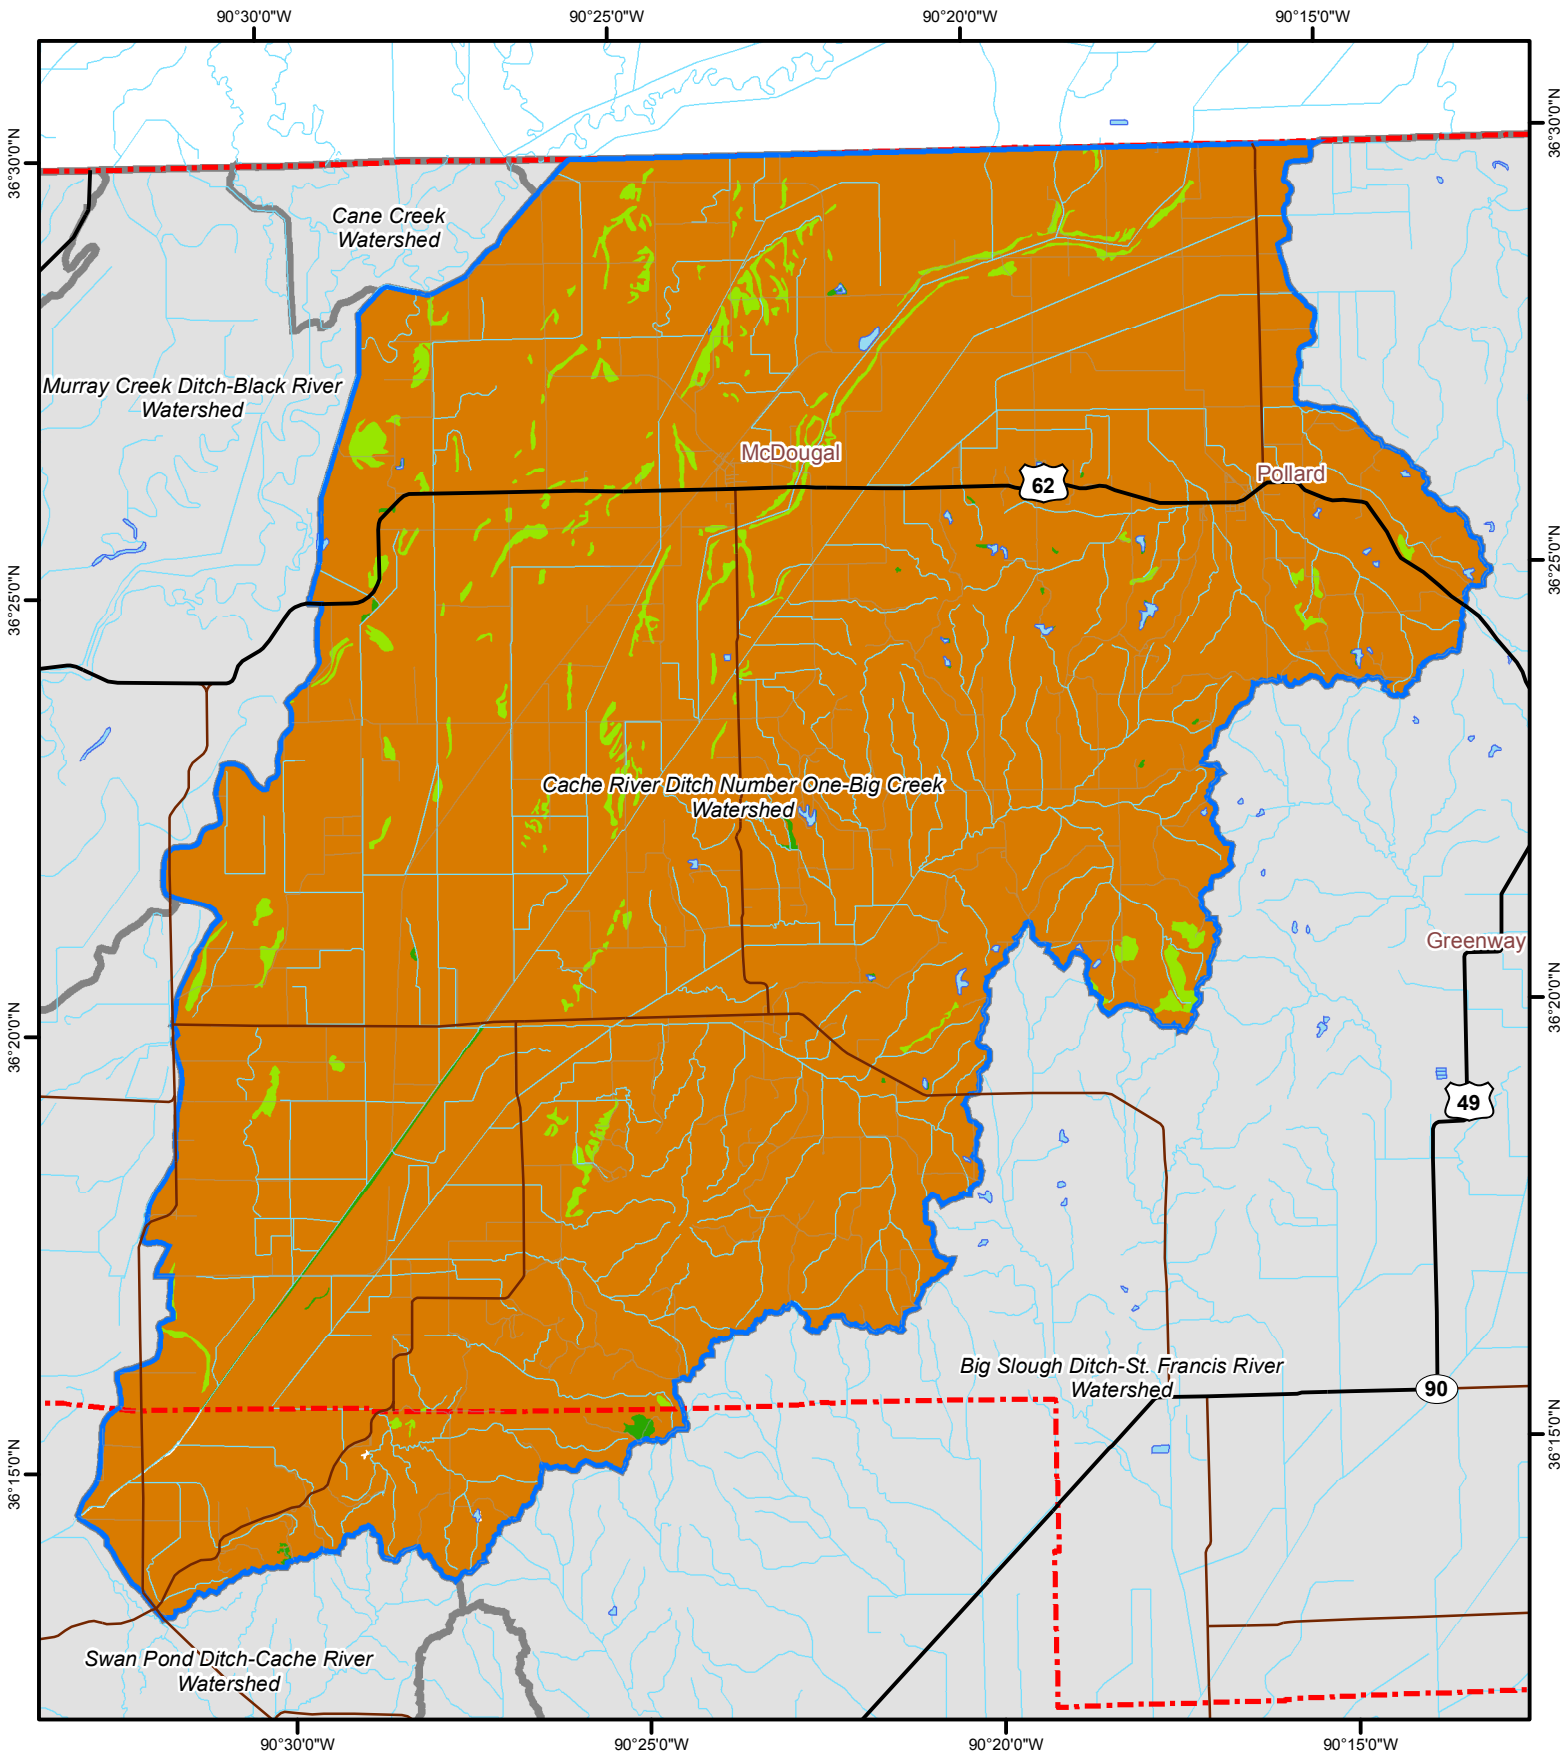 90°30'0"W
90°25'0"W
90°20'0"W
90°15'0"W
36°30'0"N
36°30'0"N
Cane Creek
Watershed
Murray Creek Ditch-Black River
Watershed
McDougal
Pollard
62
36°25'0"N
36°25'0"N
Cache River Ditch Number One-Big Creek
Watershed
Greenway
36°20'0"N
36°20'0"N
49
Big Slough Ditch-St. Francis River
Watershed
90
36°15'0"N
36°15'0"N
Swan Pond Ditch-Cache River
Watershed
90°30'0"W
90°25'0"W
90°20'0"W
90°15'0"W